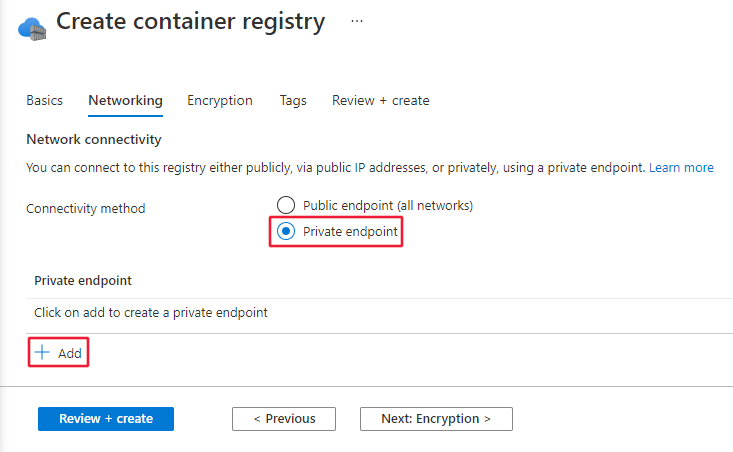 Create container registry ...
Basics Networking Encryption Tags Review + create
Network connectivity
You can connect to this registry either publicly, via public IP addresses, or privately, using a private endpoint. Learn more
Connectivity method
Public endpoint (all networks)
Private endpoint
Private endpoint
Click on add to create a private endpoint
+ Add
Review + create < Previous Next: Encryption >